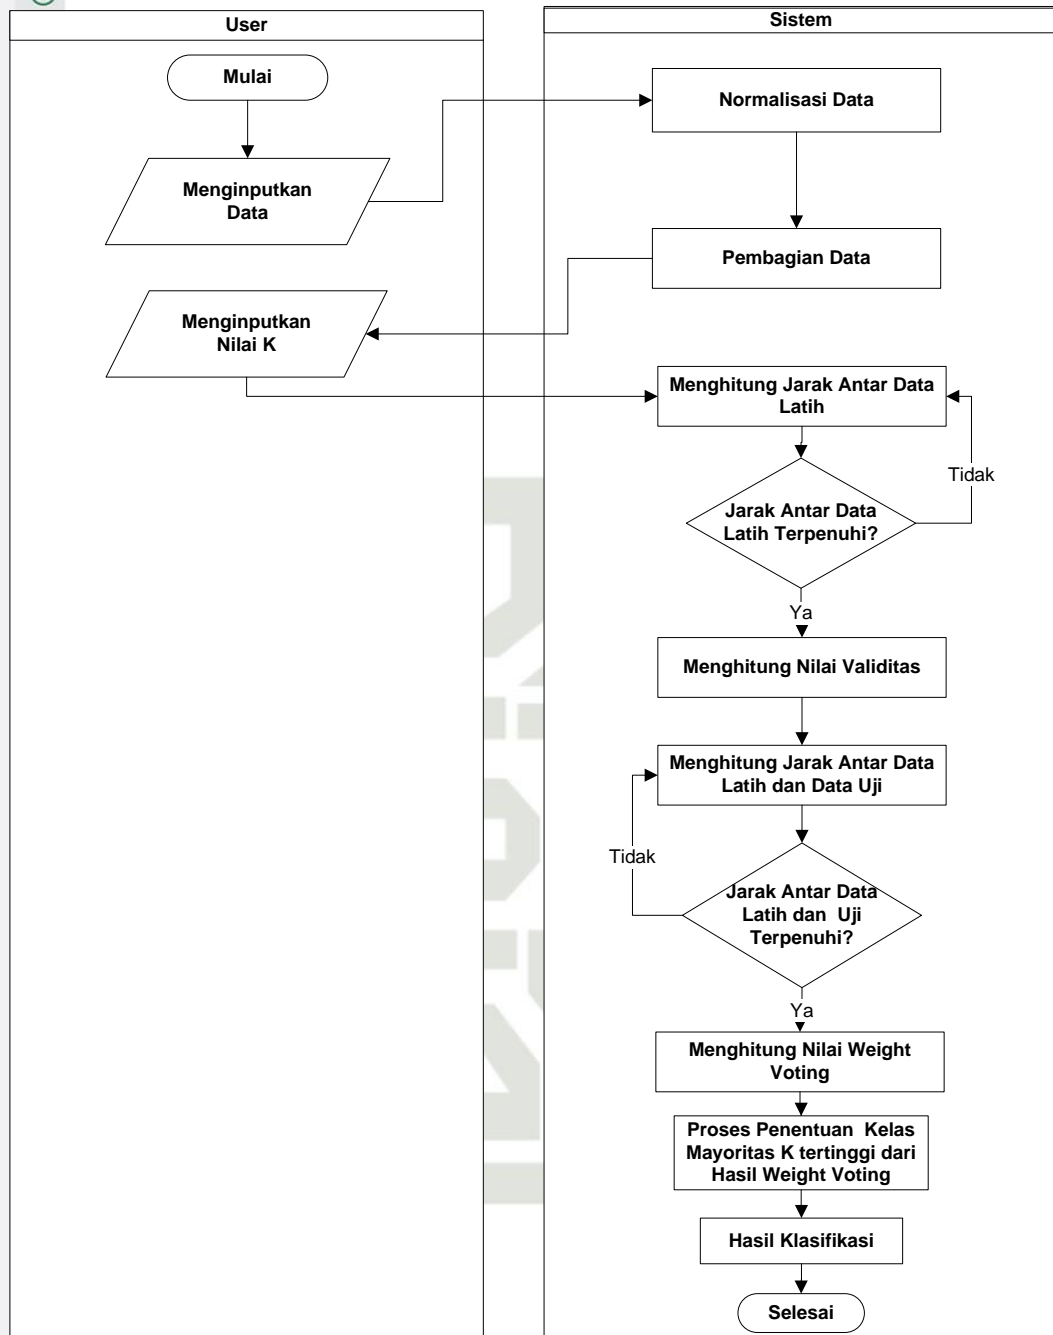 User
Sistem
Mulai
Normalisasi Data
Menginputkan
Data
Pembagian Data
Menginputkan
Nilai K
Menghitung Jarak Antar Data
Latih
Tidak
Jarak Antar Data
Latih Terpenuhi?
Ya
Menghitung Nilai Validitas
Menghitung Jarak Antar Data
Latih dan Data Uji
Tidak
Jarak Antar Data
Latih dan Uji
Terpenuhi?
Ya
Menghitung Nilai Weight
Voting
Proses Penentuan Kelas
Mayoritas K tertinggi dari
Hasil Weight Voting
Hasil Klasifikasi
Selesai